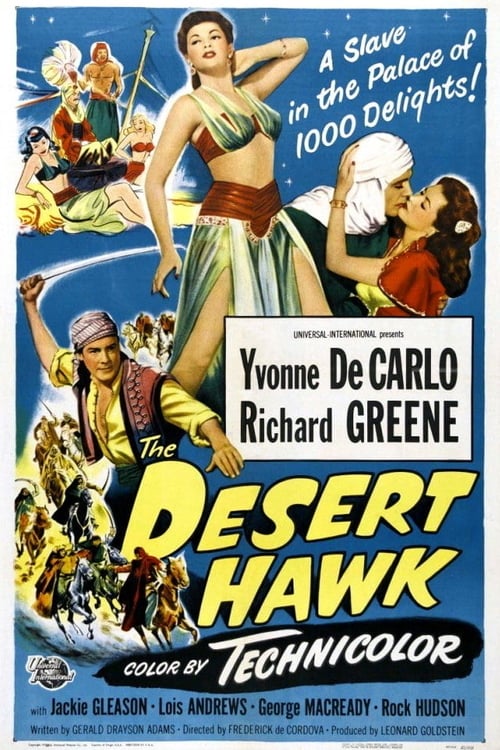 A Slave
in the Palace of
1000 Delights!
UNIVERSAL-INTERNATIONAL presents
YVONNE DE CARLO
RICHARD GREENE
The
DESERT
HAWK
COLOR BY TECHNICOLOR
Universal International
with Jackie GLEASON • Lois ANDREWS • George MACREADY • Rock HUDSON
Written by GERALD DRAYSON ADAMS • Directed by FREDERICK de CORDOVA • Produced by LEONARD GOLDSTEIN